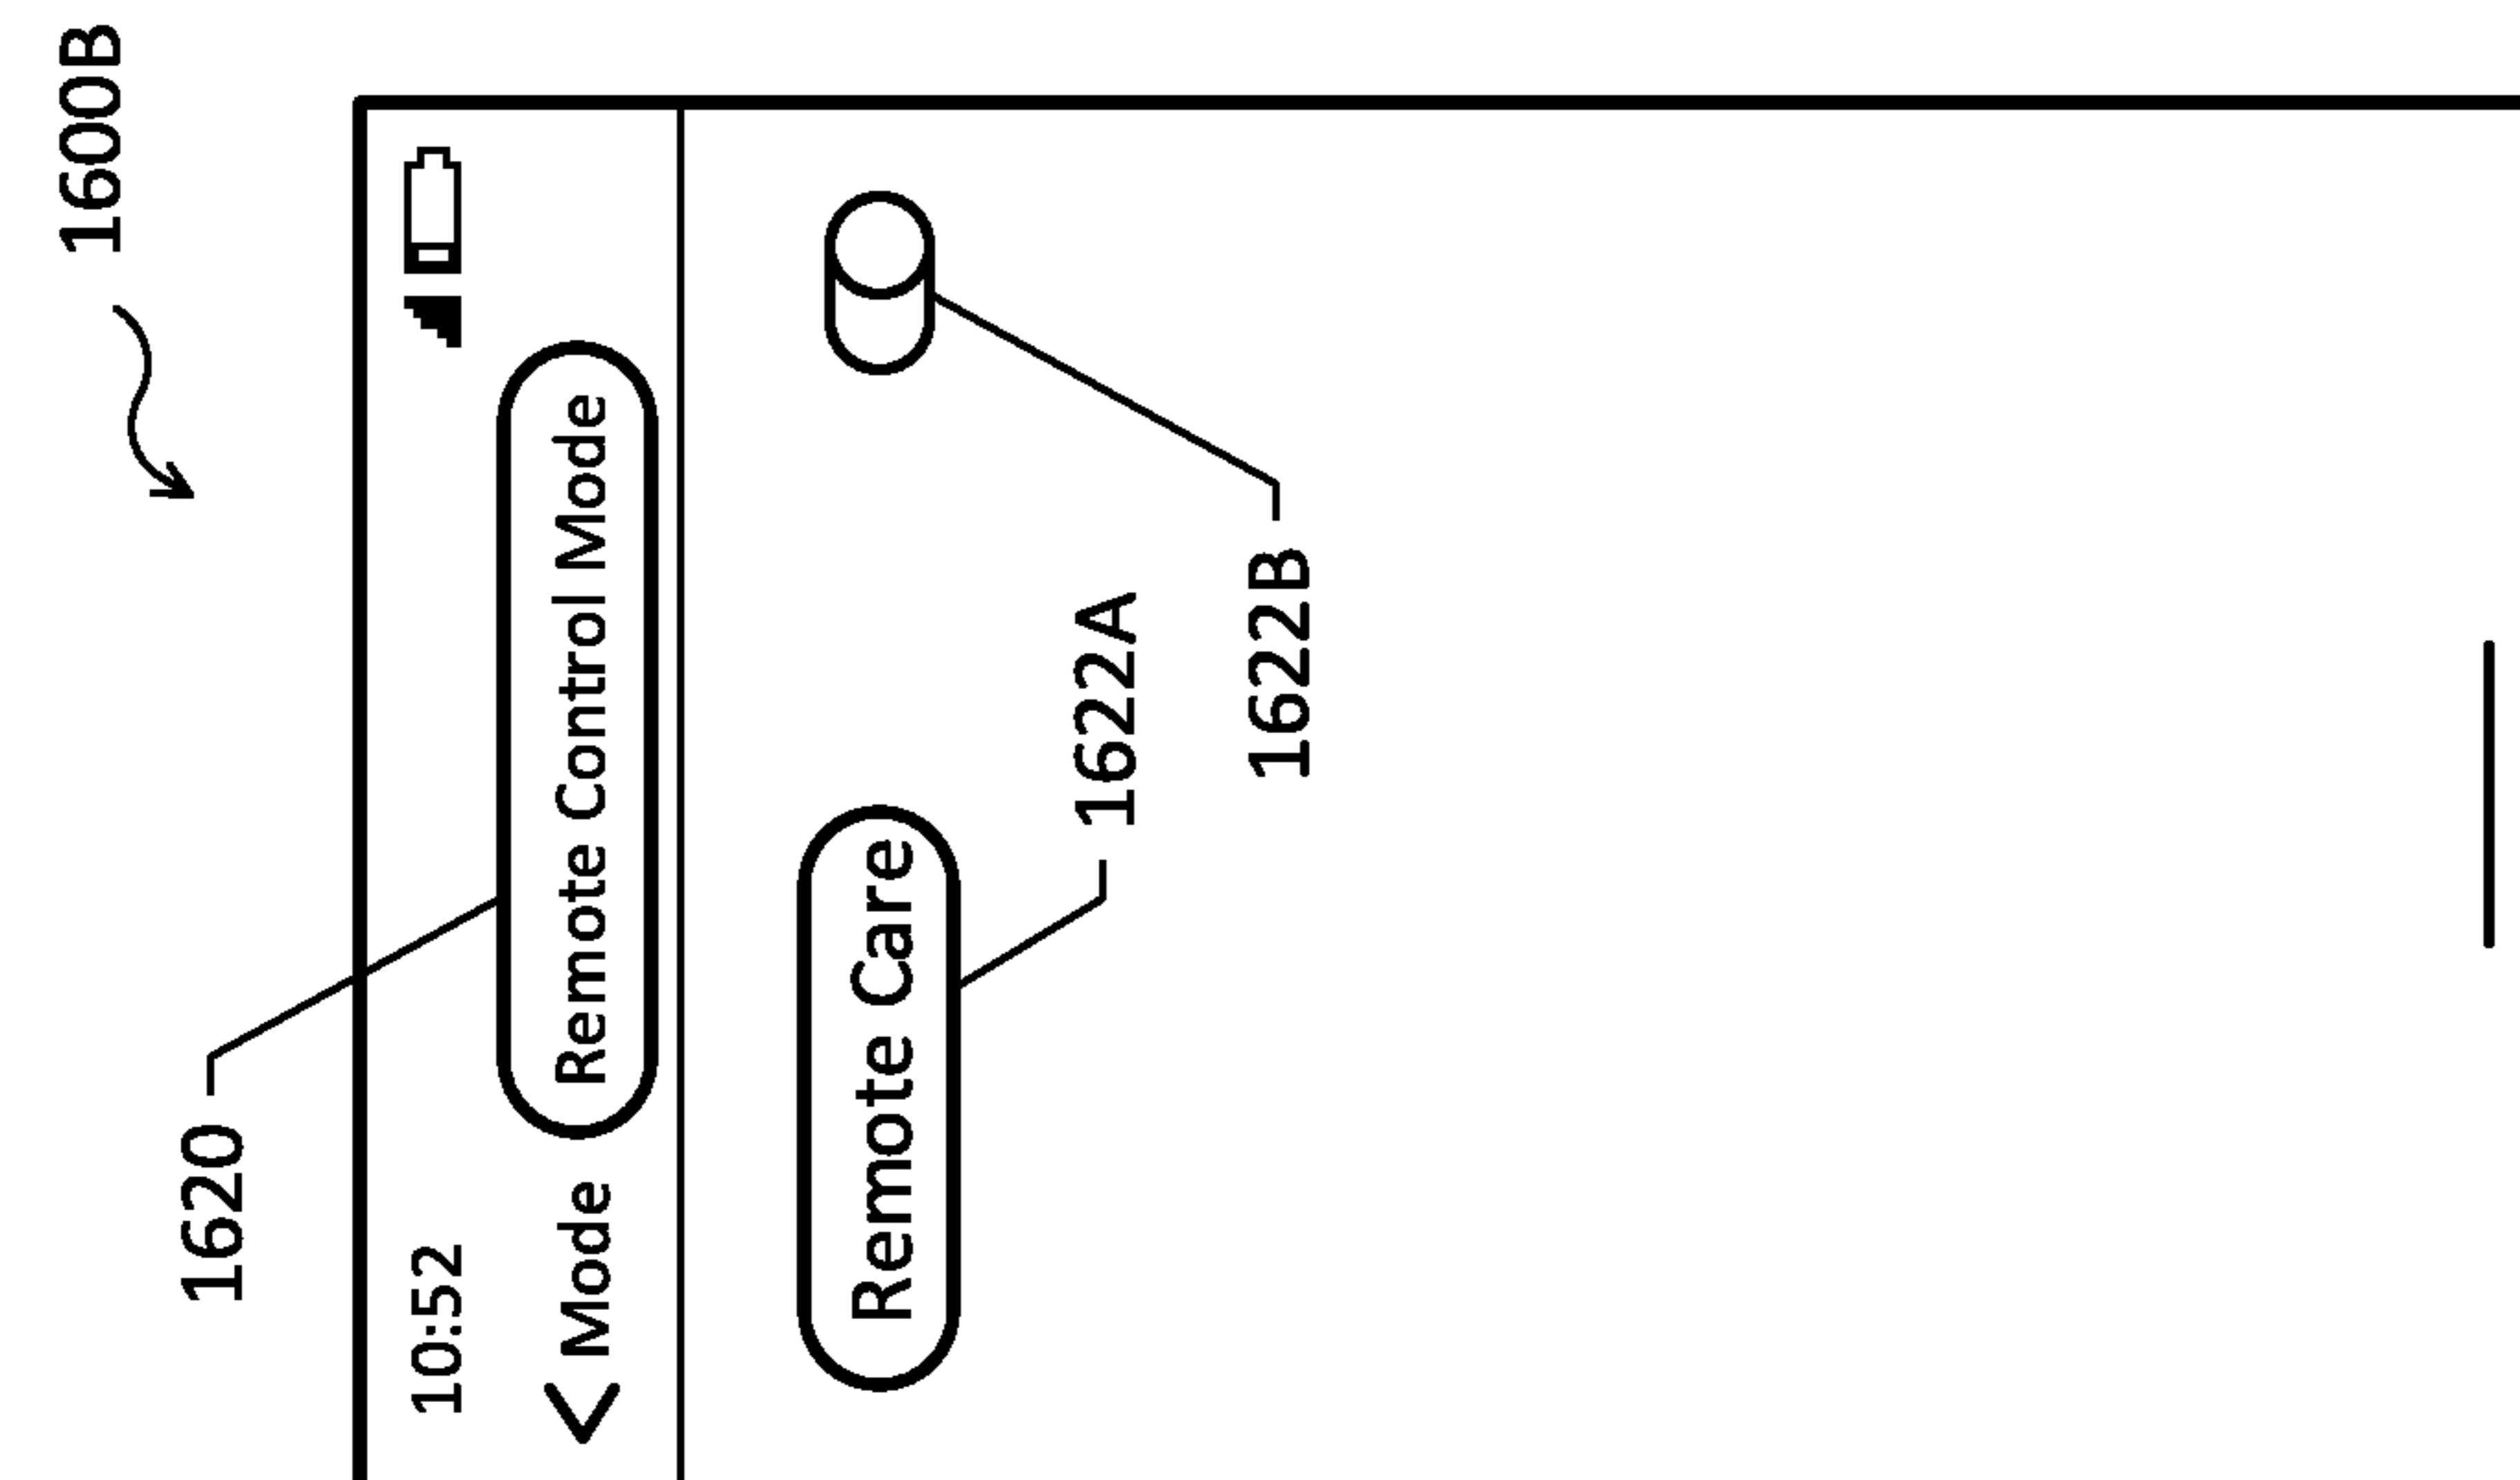 1600B
1620
10:52
< Mode
Remote Control Mode
Remote Care
1622A
1622B